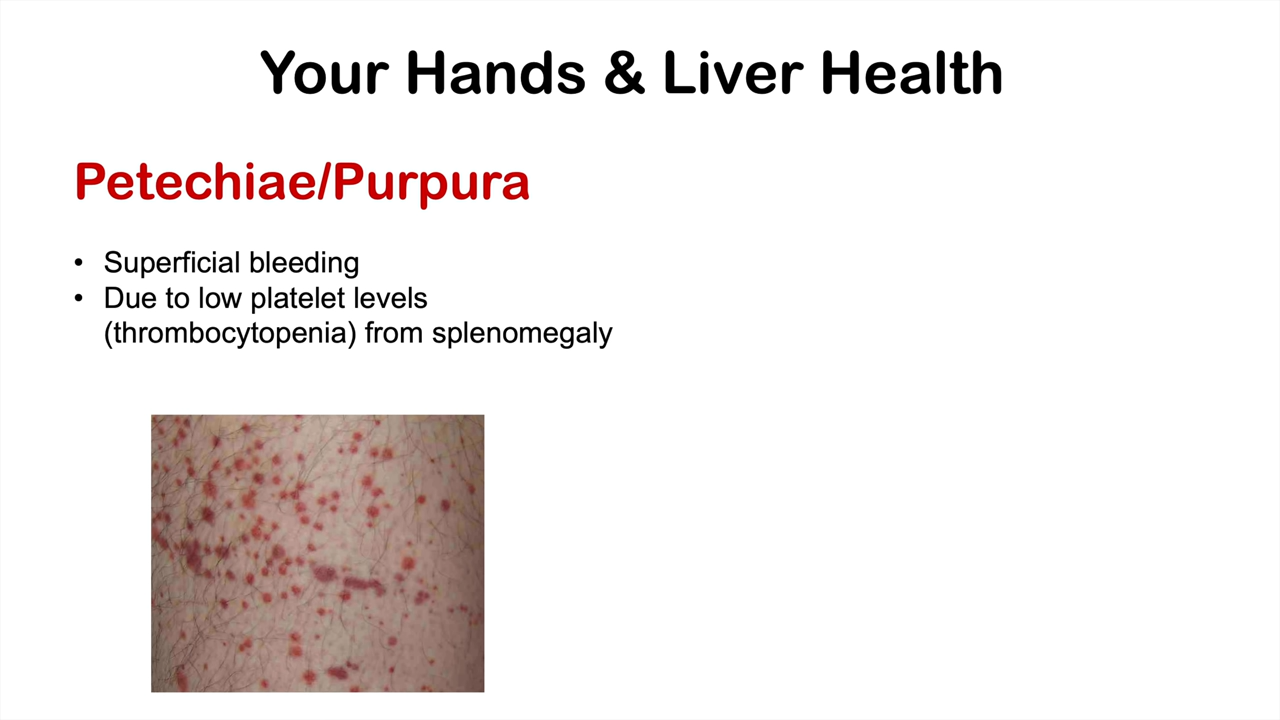 Your Hands & Liver Health
Petechiae/Purpura
• Superficial bleeding
• Due to low platelet levels
(thrombocytopenia) from splenomegaly